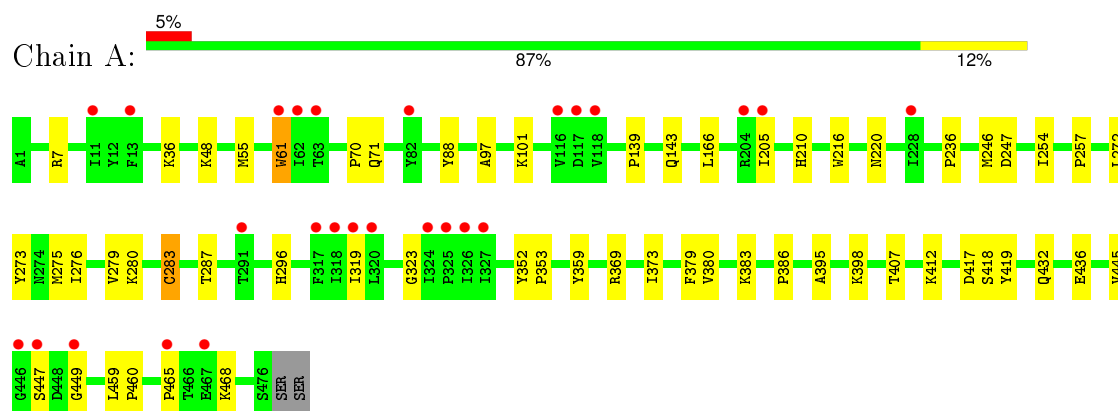 5%
Chain A:
87% 12%
A1 R7 I11 Y12 F13 K36 K48 M55 W61 I62 T63 P70 Q71 Y82 Y88 A97 K101 V116 D117 V118 P139 Q143 L166 R204 I205 H210 W216 N220 I228 P236 M246 D247 I254 P257 L272
Y273 N274 M275 I276 V279 K280 C283 T287 T291 H296 F317 I318 I319 L320 G323 I324 P325 I326 I327 Y352 P353 Y359 R369 I373 F379 V380 K383 P386 A395 K398 T407 K412 D417 S418 Y419 Q432 E436 V445
G446 S447 D448 G449 L459 P460 P465 T466 E467 K468 S476 SER SER